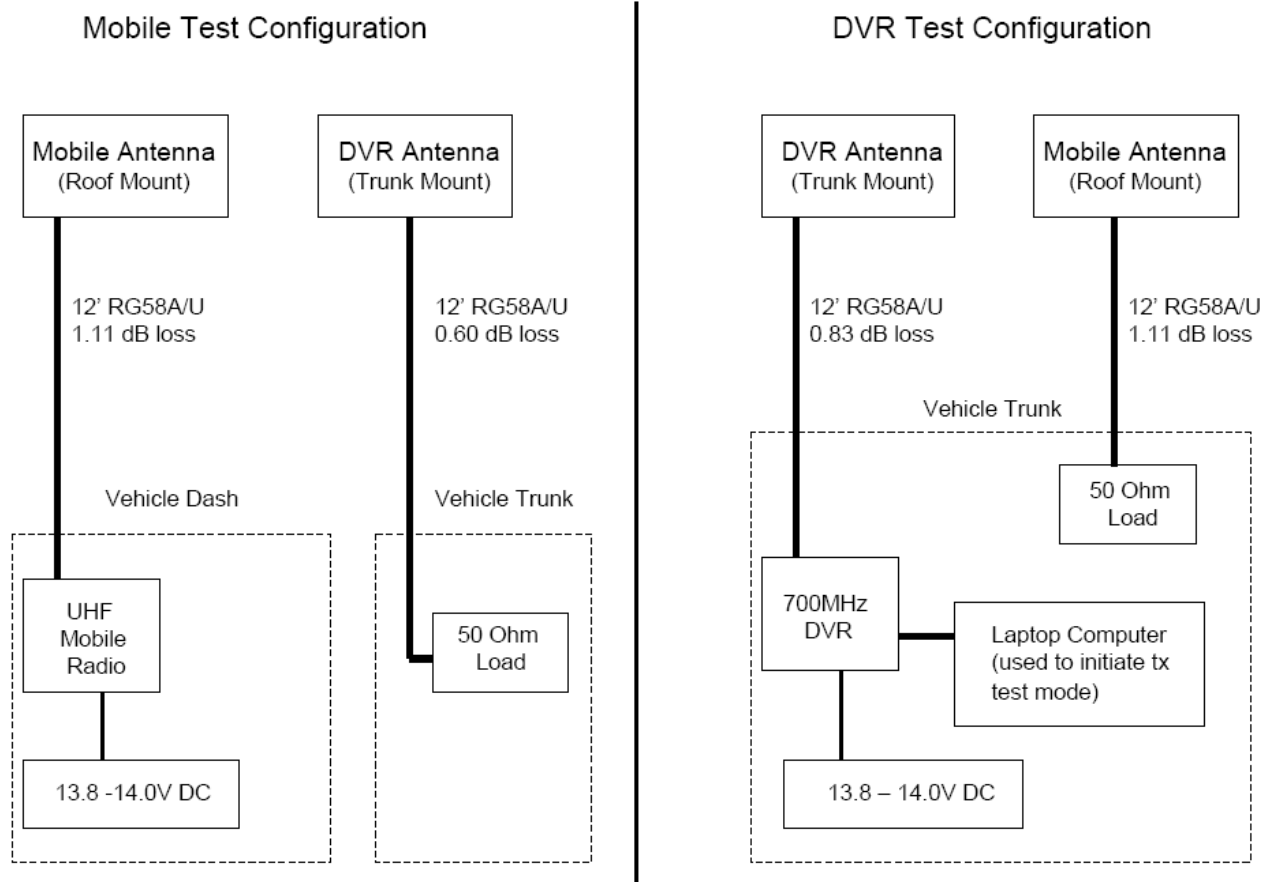 Mobile Test Configuration
Mobile Antenna
(Roof Mount)
DVR Antenna
(Trunk Mount)
12' RG58A/U
1.11 dB loss
12' RG58A/U
0.60 dB loss
Vehicle Dash
Vehicle Trunk
UHF
Mobile
Radio
50 Ohm
Load
13.8 -14.0V DC
DVR Test Configuration
DVR Antenna
(Trunk Mount)
Mobile Antenna
(Roof Mount)
12' RG58A/U
0.83 dB loss
12' RG58A/U
1.11 dB loss
Vehicle Trunk
50 Ohm
Load
700MHz
DVR
Laptop Computer
(used to initiate tx
test mode)
13.8 – 14.0V DC